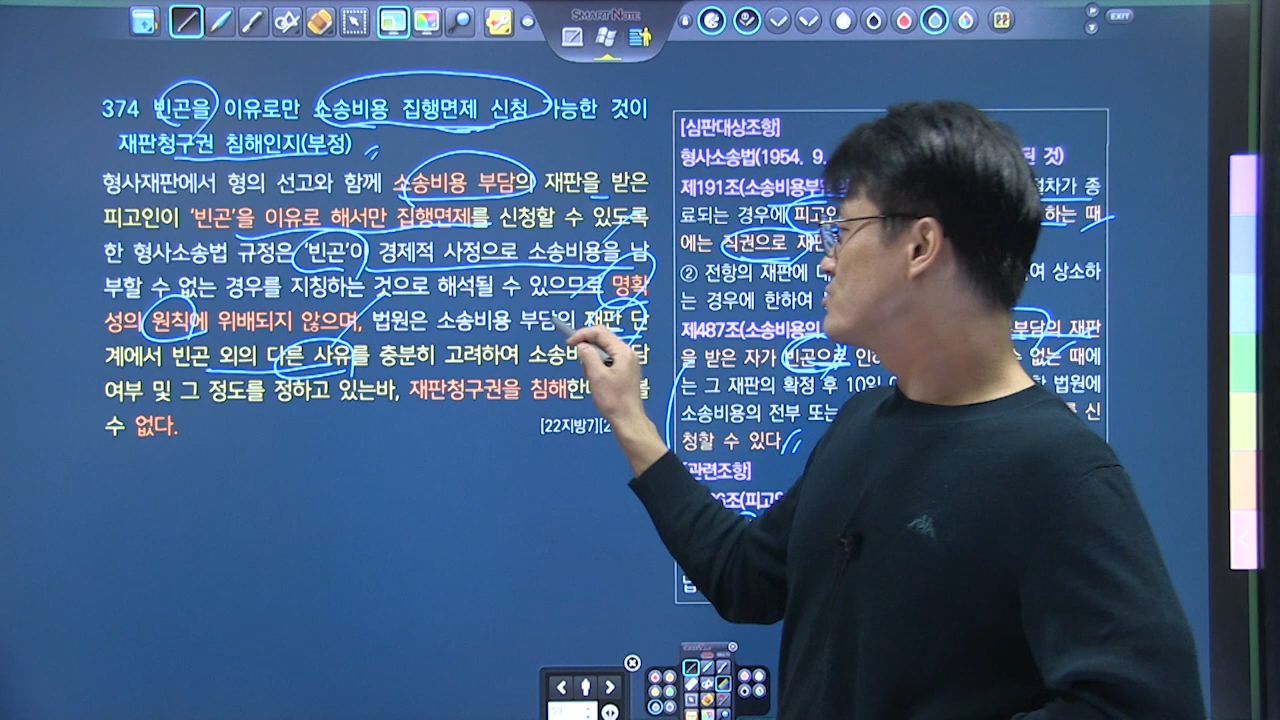 SMART NOTE
EXIT
374 빈곤을 이유로만 소송비용 집행면제 신청 가능한 것이
재판청구권 침해인지(부정)
형사재판에서 형의 선고와 함께 소송비용 부담의 재판을 받은
피고인이 '빈곤'을 이유로 해서만 집행면제를 신청할 수 있도록
한 형사소송법 규정은 '빈곤'이 경제적 사정으로 소송비용을 납
부할 수 없는 경우를 지칭하는 것으로 해석될 수 있으므로 명확
성의 원칙에 위배되지 않으며, 법원은 소송비용 부담의 재판 단
계에서 빈곤 외의 다른 사유를 충분히 고려하여 소송비 담
여부 및 그 정도를 정하고 있는바, 재판청구권을 침해한 볼
수 없다.
[22지방7][2
[심판대상조항]
형사소송법(1954. 9. 된 것)
제191조(소송비용부담 절차가 종
료되는 경우에 피고인 하는 때
에는 직권으로 재판
② 전항의 재판에 여 상소하
는 경우에 한하여
제487조(소송비용의 부담의 재판
을 받은 자가 빈곤으로 수 없는 때에
는 그 재판의 확정 후 10일 법원에
소송비용의 전부 또는 를 신
청할 수 있다.
[관련조항]
6조(피고인